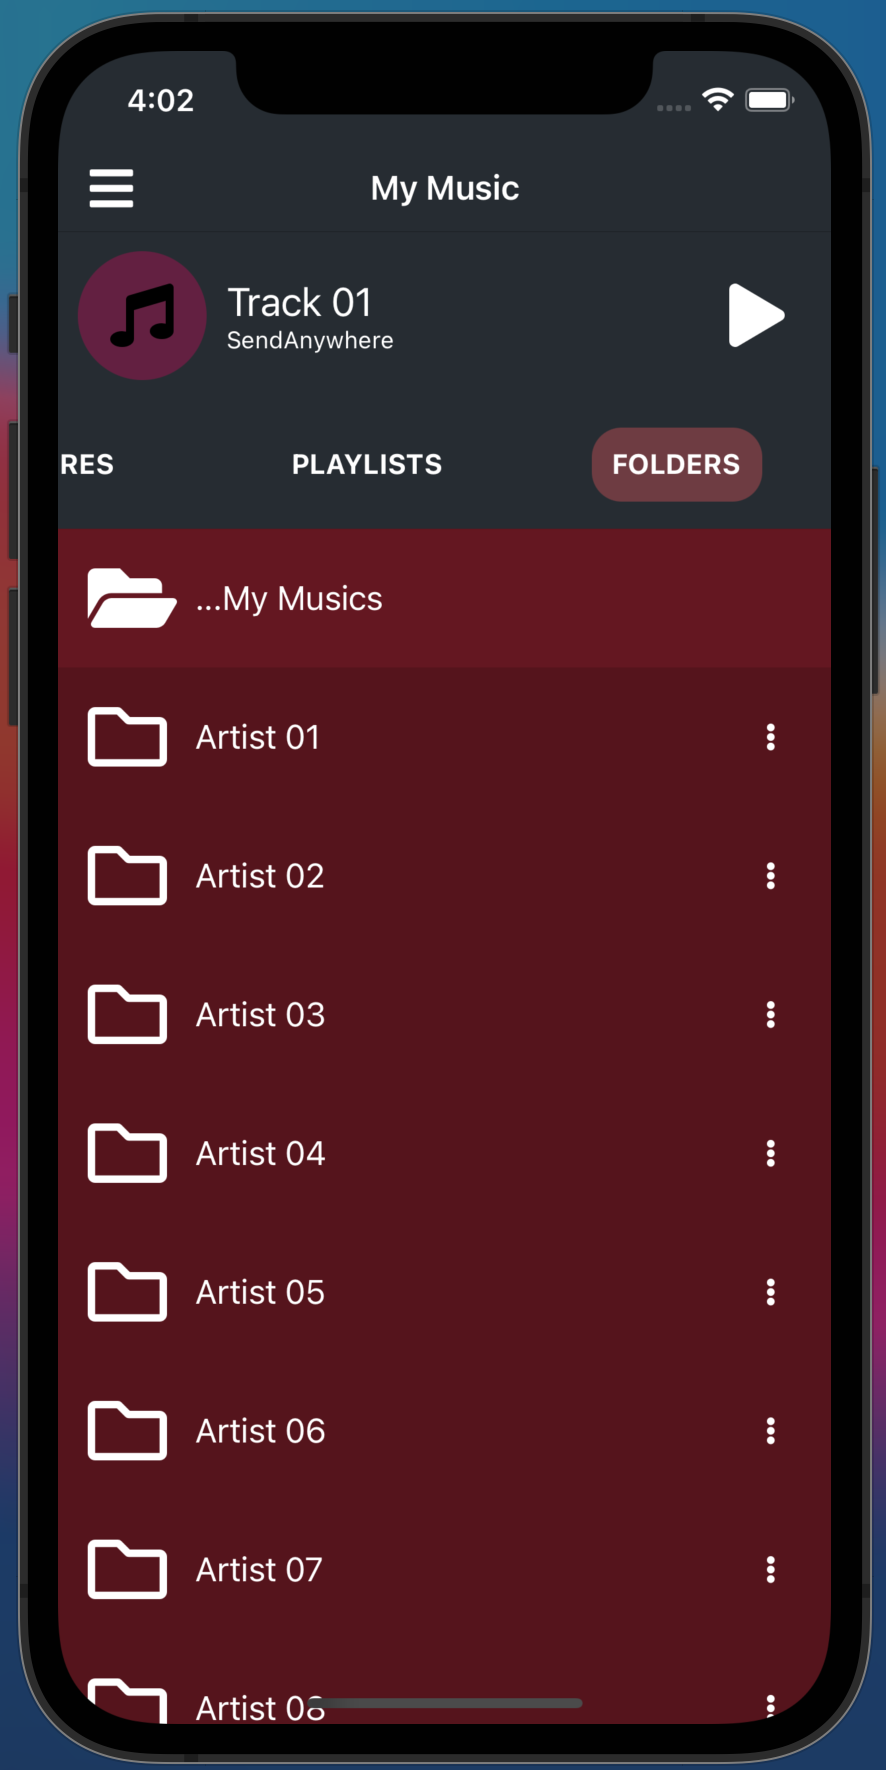 4:02
My Music
Track 01
SendAnywhere
RES
PLAYLISTS
FOLDERS
...My Musics
Artist 01
Artist 02
Artist 03
Artist 04
Artist 05
Artist 06
Artist 07
Artist 08